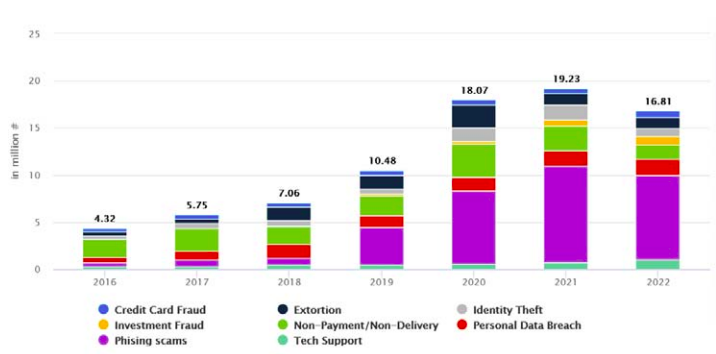 25
20
15
10
5
0
in million #
4.32
5.75
7.06
10.48
18.07
19.23
16.81
2016 2017 2018 2019 2020 2021 2022
Credit Card Fraud Extortion Identity Theft
Investment Fraud Non-Payment/Non-Delivery Personal Data Breach
Phising scams Tech Support